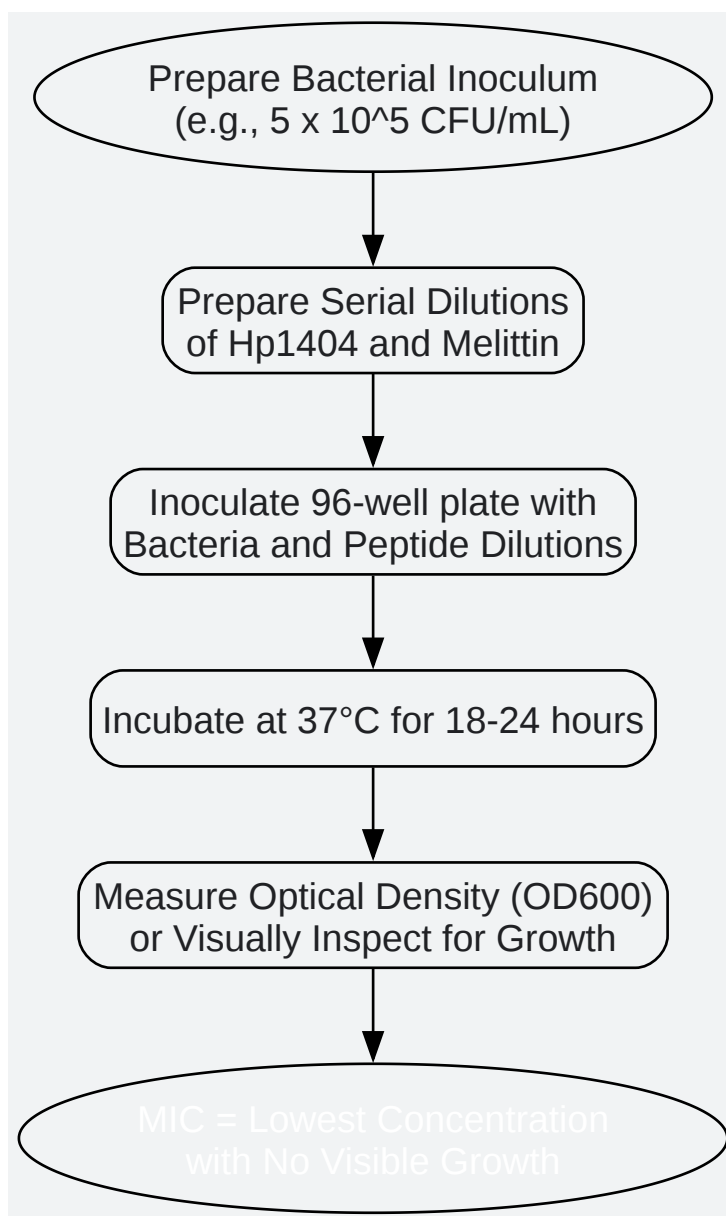 Prepare Bacterial Inoculum
(e.g., 5 x 10^5 CFU/mL)
Prepare Serial Dilutions
of Hp1404 and Melittin
Inoculate 96-well plate with
Bacteria and Peptide Dilutions
Incubate at 37°C for 18-24 hours
Measure Optical Density (OD600)
or Visually Inspect for Growth
MIC = Lowest Concentration
with No Visible Growth